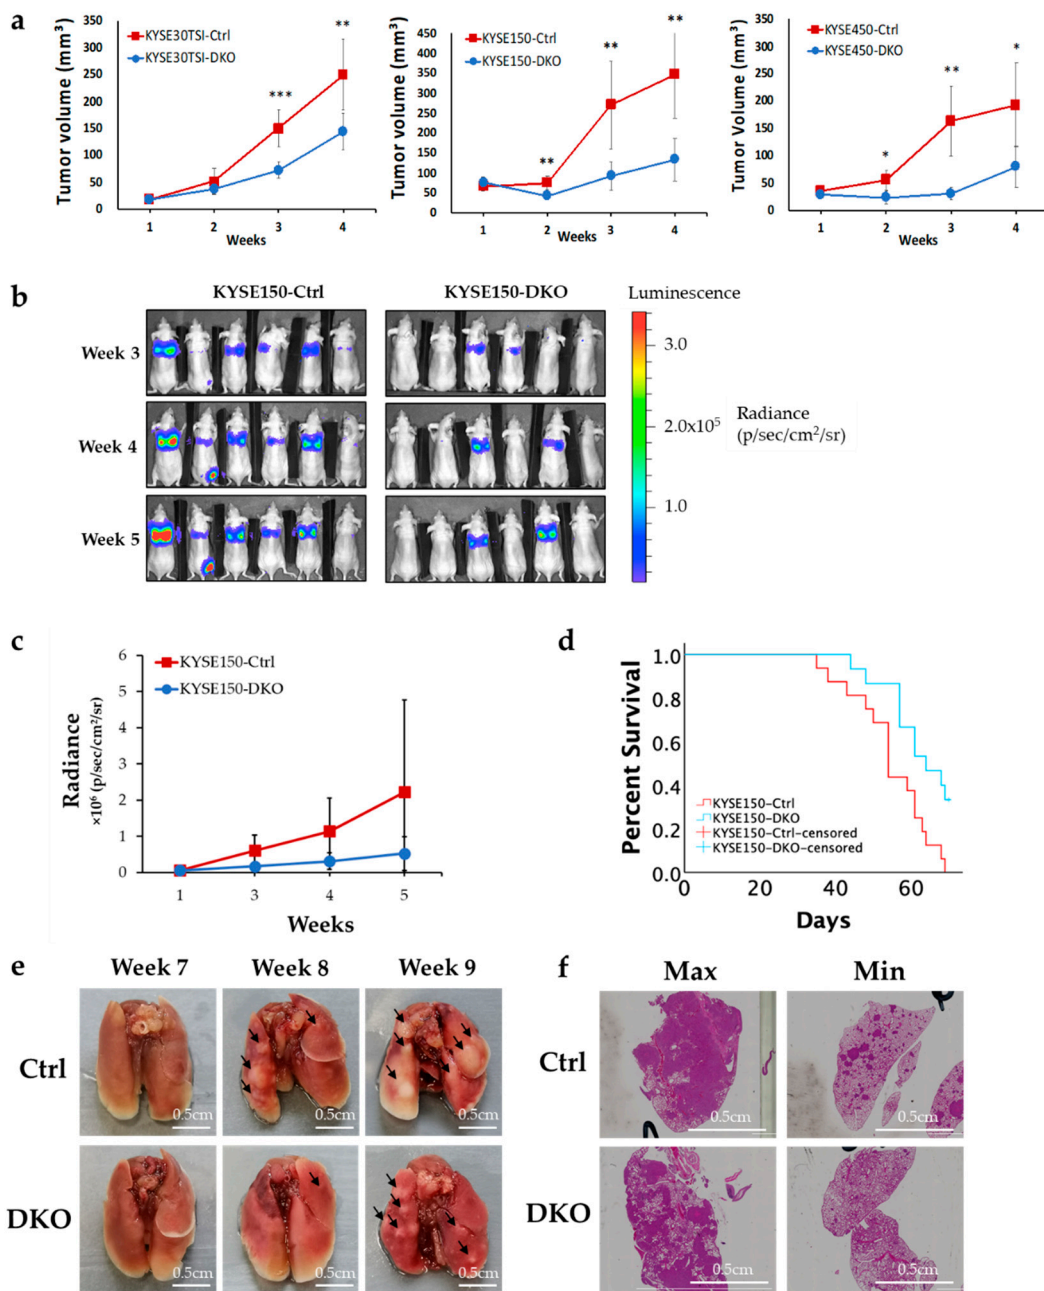 a
Tumor volume (mm³)
350
300
250
200
150
100
50
0
KYSE30TSI-Ctrl
KYSE30TSI-DKO
***
**
1
2
3
4
Weeks
Tumor volume (mm³)
450
400
350
300
250
200
150
100
50
0
KYSE150-Ctrl
KYSE150-DKO
**
**
**
1
2
3
4
Weeks
Tumor Volume (mm³)
350
300
250
200
150
100
50
0
KYSE450-Ctrl
KYSE450-DKO
*
**
*
1
2
3
4
Weeks
b
KYSE150-Ctrl
KYSE150-DKO
Luminescence
Week 3
Week 4
Week 5
3.0
2.0x10⁵
1.0
Radiance
(p/sec/cm²/sr)
c
Radiance
×10⁶ (p/sec/cm²/sr)
6
5
4
3
2
1
0
KYSE150-Ctrl
KYSE150-DKO
1
3
4
5
Weeks
d
Percent Survival
1.0
0.8
0.6
0.4
0.2
0.0
KYSE150-Ctrl
KYSE150-DKO
KYSE150-Ctrl-censored
KYSE150-DKO-censored
0
20
40
60
Days
e
Week 7
Week 8
Week 9
Ctrl
0.5cm
0.5cm
0.5cm
DKO
0.5cm
0.5cm
0.5cm
f
Max
Min
Ctrl
0.5cm
0.5cm
DKO
0.5cm
0.5cm